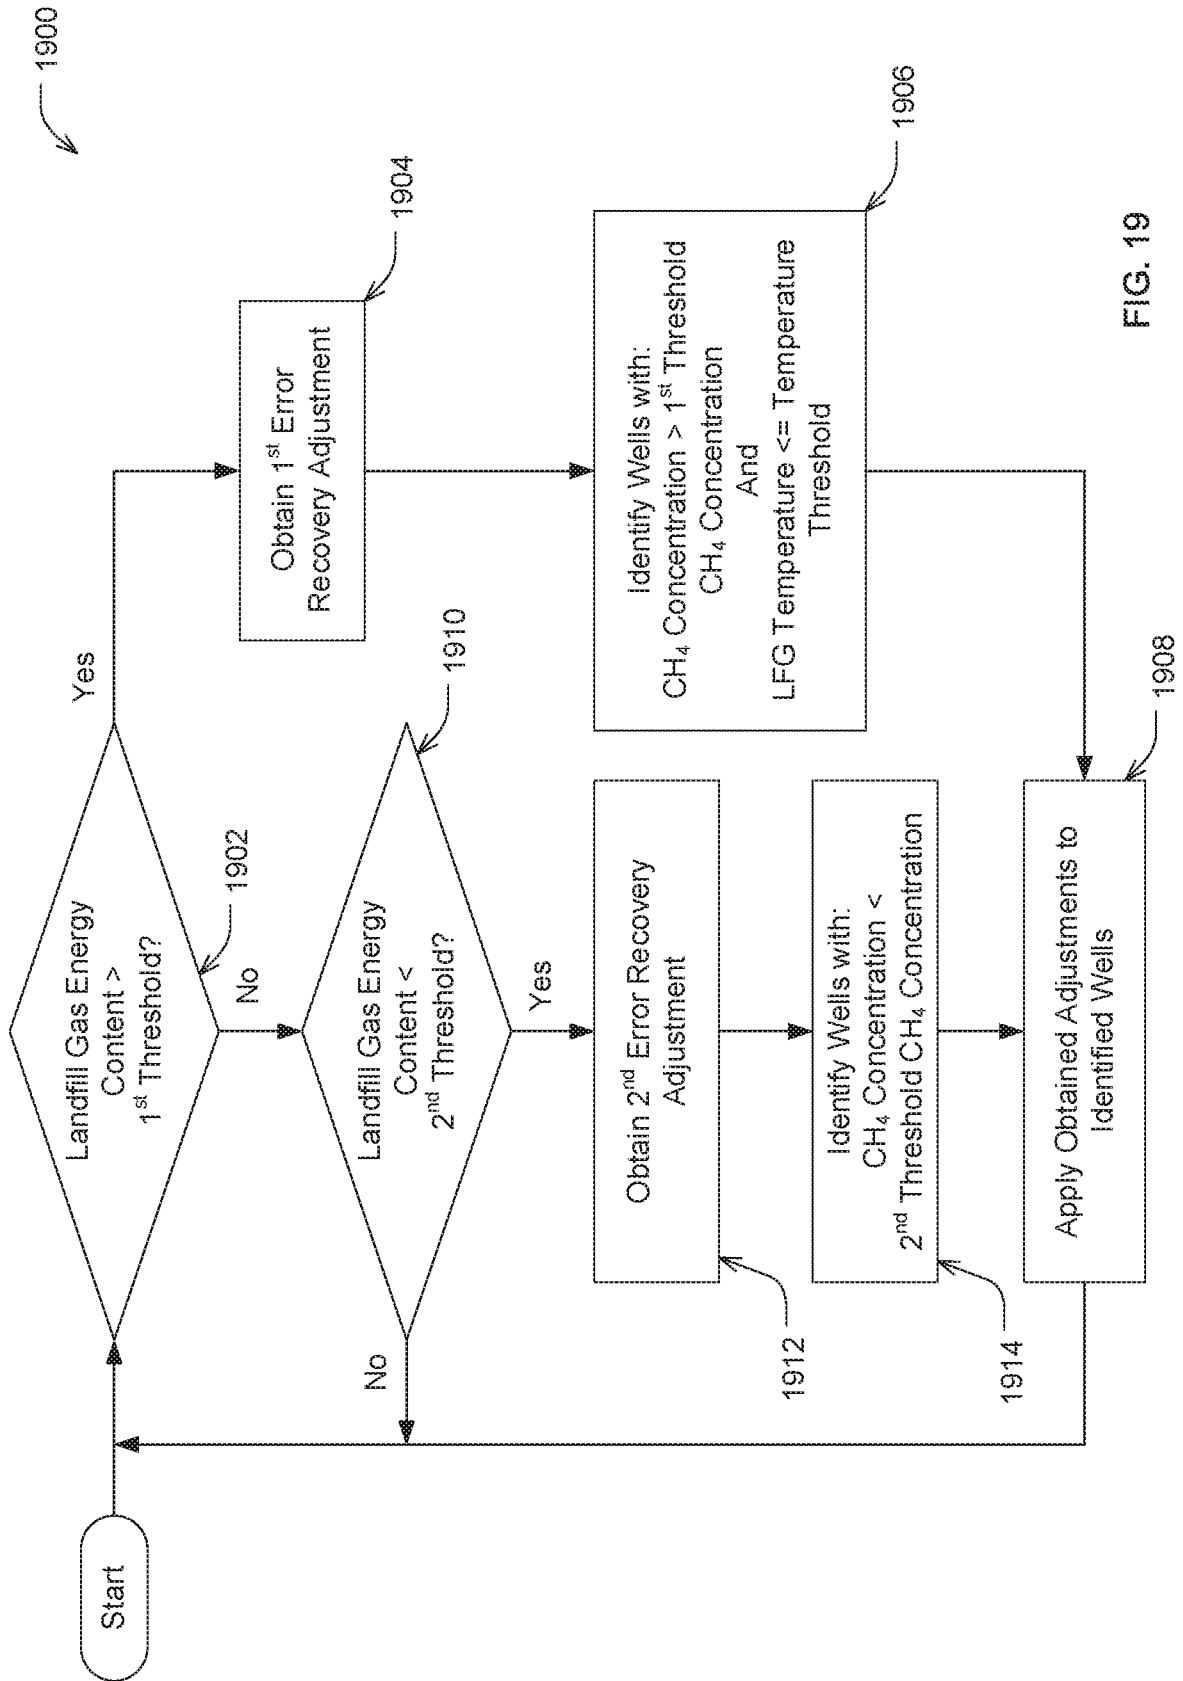 1900
Start
Landfill Gas Energy
Content >
1st Threshold?
1902
Yes
No
Obtain 1st Error
Recovery Adjustment
1904
Landfill Gas Energy
Content <
2nd Threshold?
1910
No
Yes
Identify Wells with:
CH4 Concentration > 1st Threshold
CH4 Concentration
And
LFG Temperature <= Temperature
Threshold
1906
Obtain 2nd Error Recovery
Adjustment
1912
Identify Wells with:
CH4 Concentration <
2nd Threshold CH4 Concentration
1914
Apply Obtained Adjustments to
Identified Wells
1908
FIG. 19